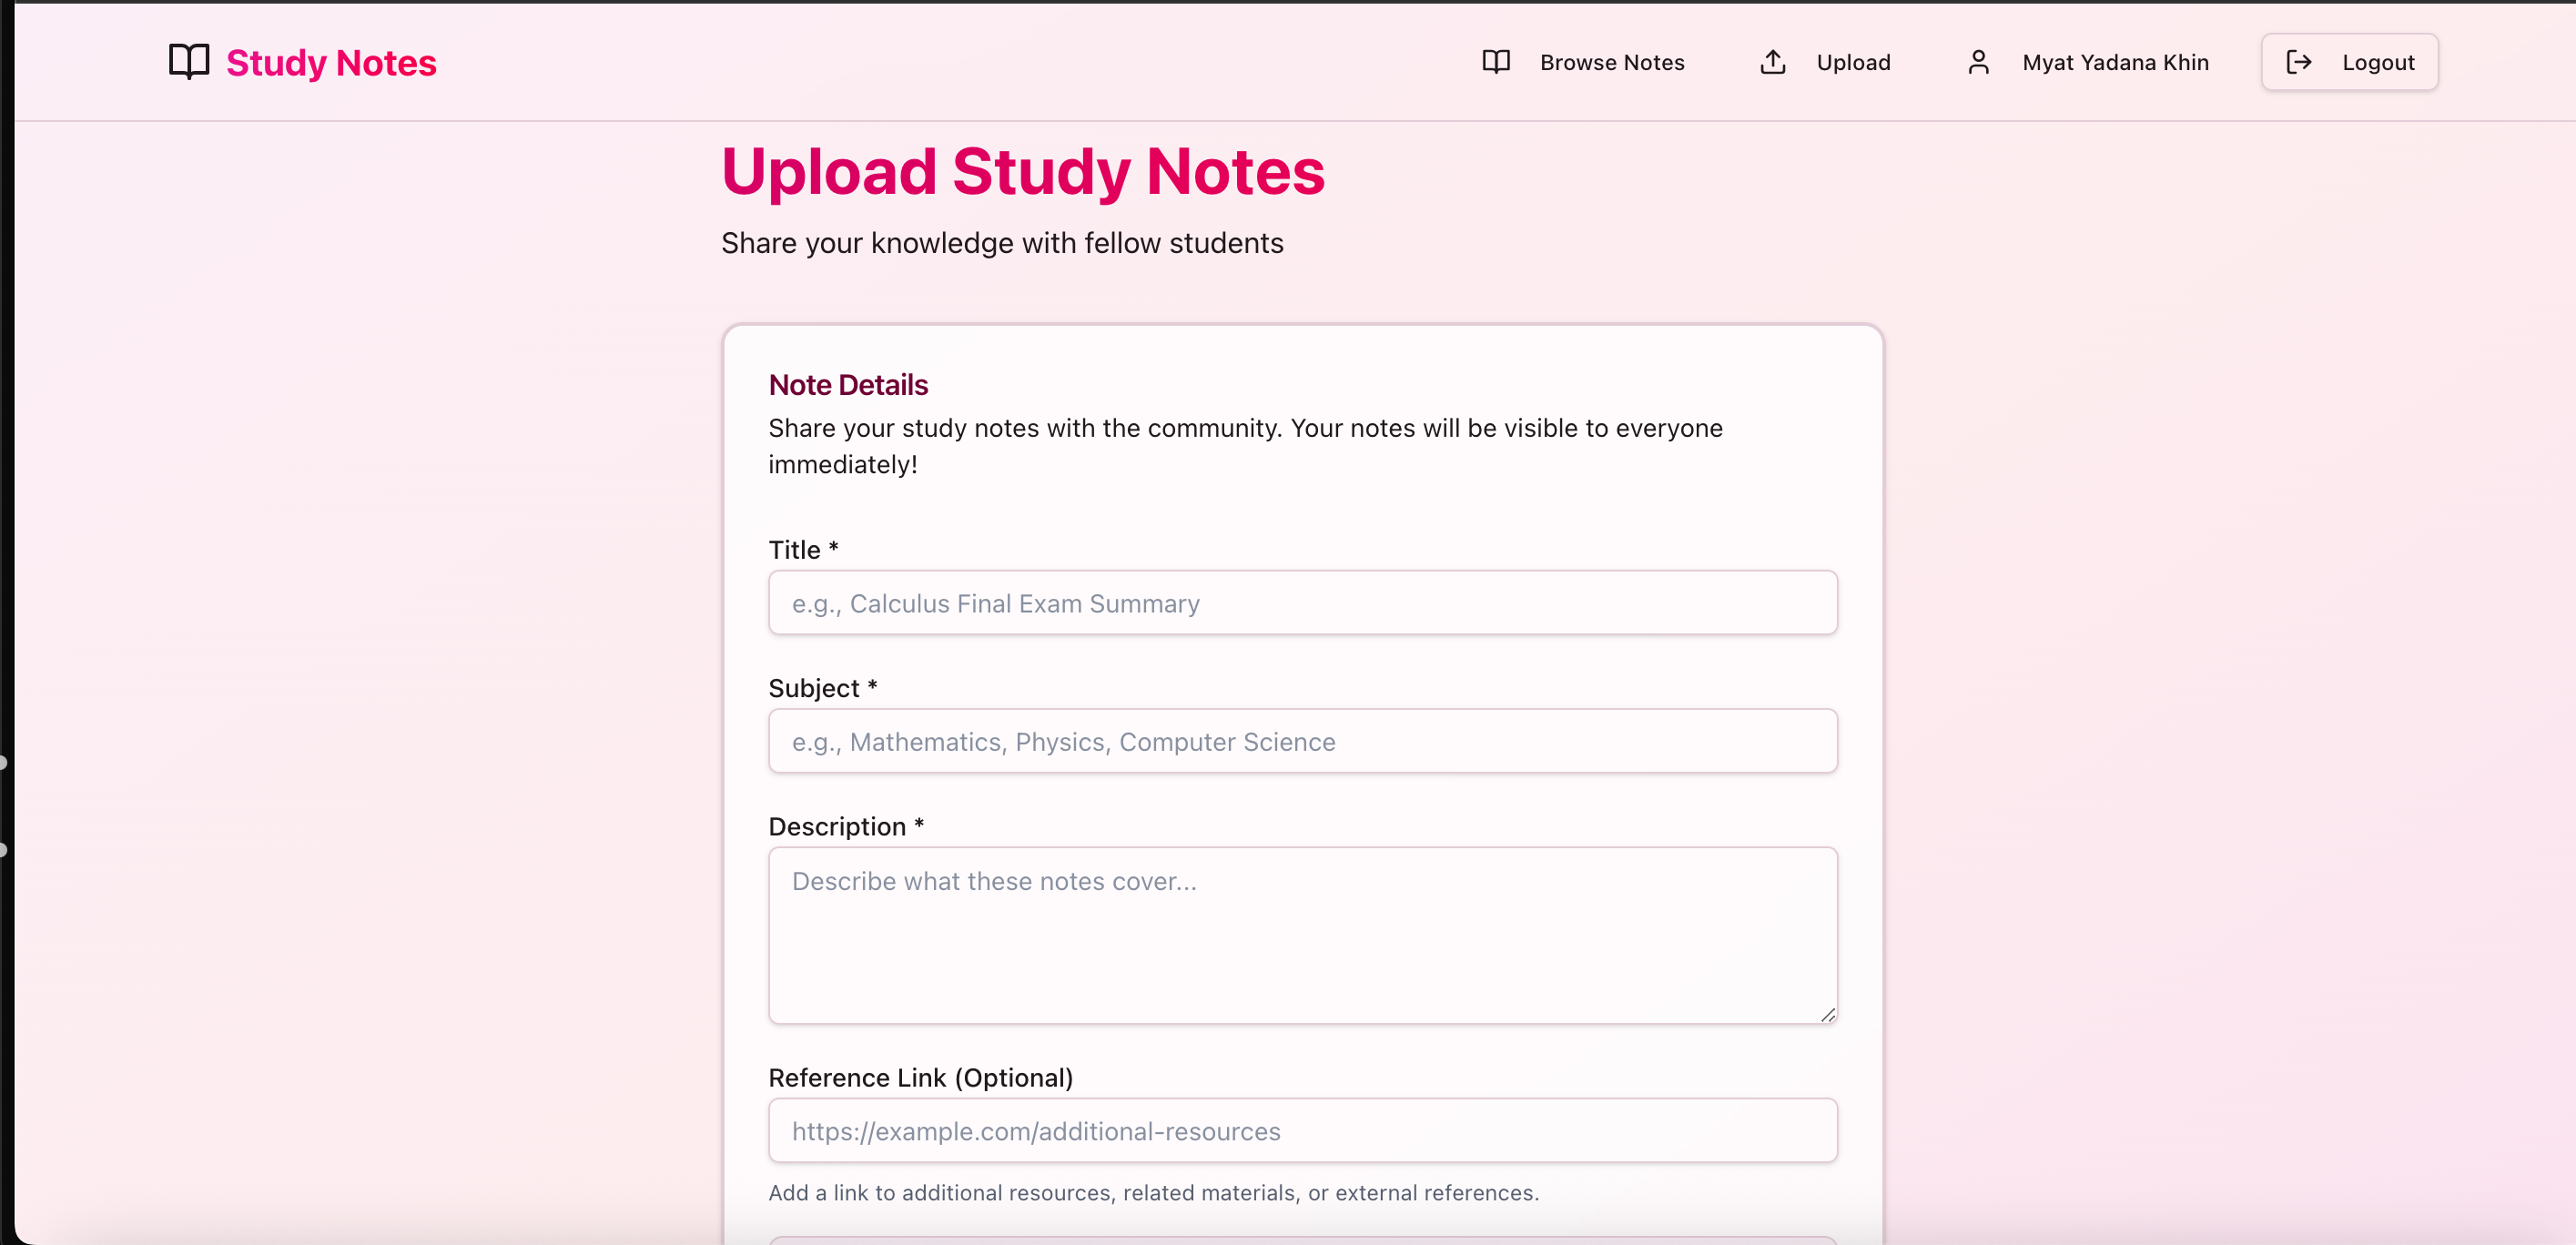 Study Notes
Browse Notes
Upload
Myat Yadana Khin
Logout
Upload Study Notes
Share your knowledge with fellow students
Note Details
Share your study notes with the community. Your notes will be visible to everyone
immediately!
Title *
e.g., Calculus Final Exam Summary
Subject *
e.g., Mathematics, Physics, Computer Science
Description *
Describe what these notes cover...
Reference Link (Optional)
https://example.com/additional-resources
Add a link to additional resources, related materials, or external references.